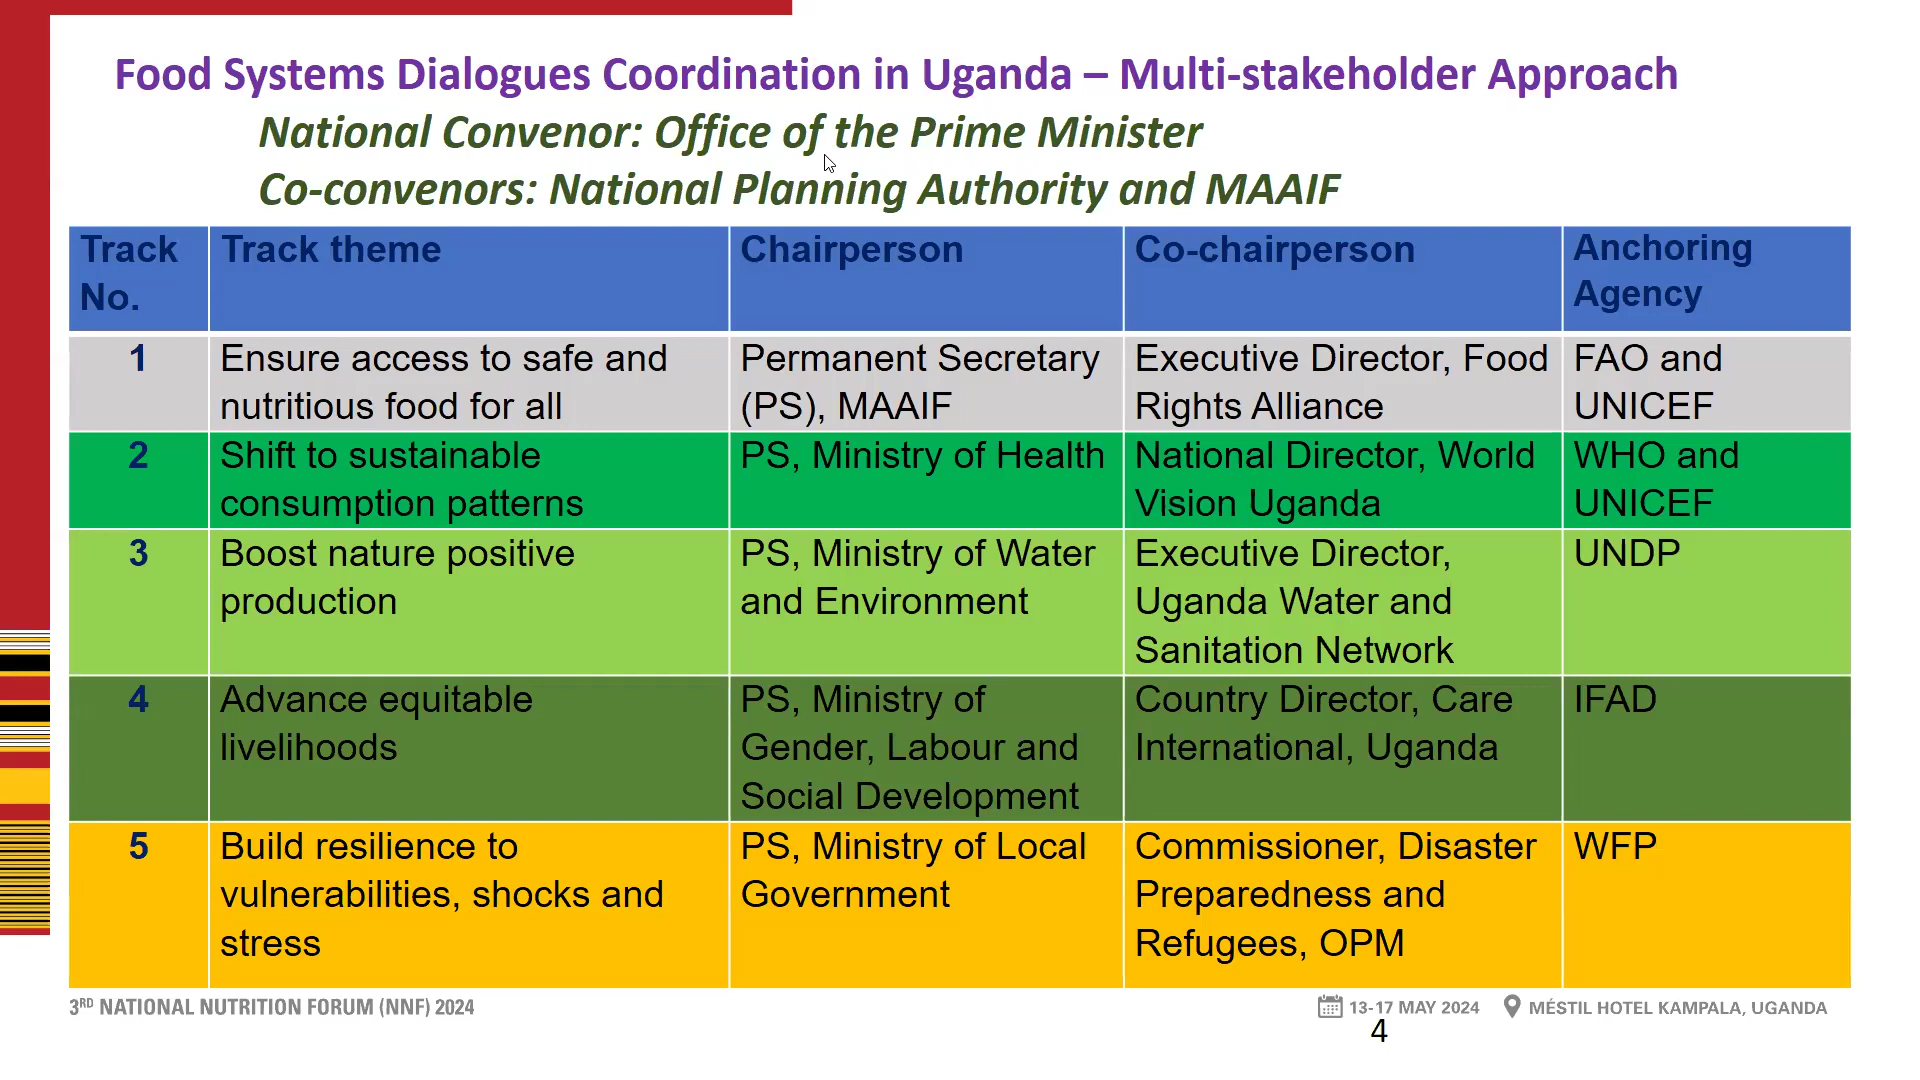 Food Systems Dialogues Coordination in Uganda – Multi-stakeholder Approach
National Convenor: Office of the Prime Minister
Co-convenors: National Planning Authority and MAAIF
Track No.
Track theme
Chairperson
Co-chairperson
Anchoring Agency
1
Ensure access to safe and
nutritious food for all
Permanent Secretary
(PS), MAAIF
Executive Director, Food
Rights Alliance
FAO and
UNICEF
2
Shift to sustainable
consumption patterns
PS, Ministry of Health
National Director, World
Vision Uganda
WHO and
UNICEF
3
Boost nature positive
production
PS, Ministry of Water
and Environment
Executive Director,
Uganda Water and
Sanitation Network
UNDP
4
Advance equitable
livelihoods
PS, Ministry of
Gender, Labour and
Social Development
Country Director, Care
International, Uganda
IFAD
5
Build resilience to
vulnerabilities, shocks and
stress
PS, Ministry of Local
Government
Commissioner, Disaster
Preparedness and
Refugees, OPM
WFP
3RD NATIONAL NUTRITION FORUM (NNF) 2024
13-17 MAY 2024
MÉSTIL HOTEL KAMPALA, UGANDA
4